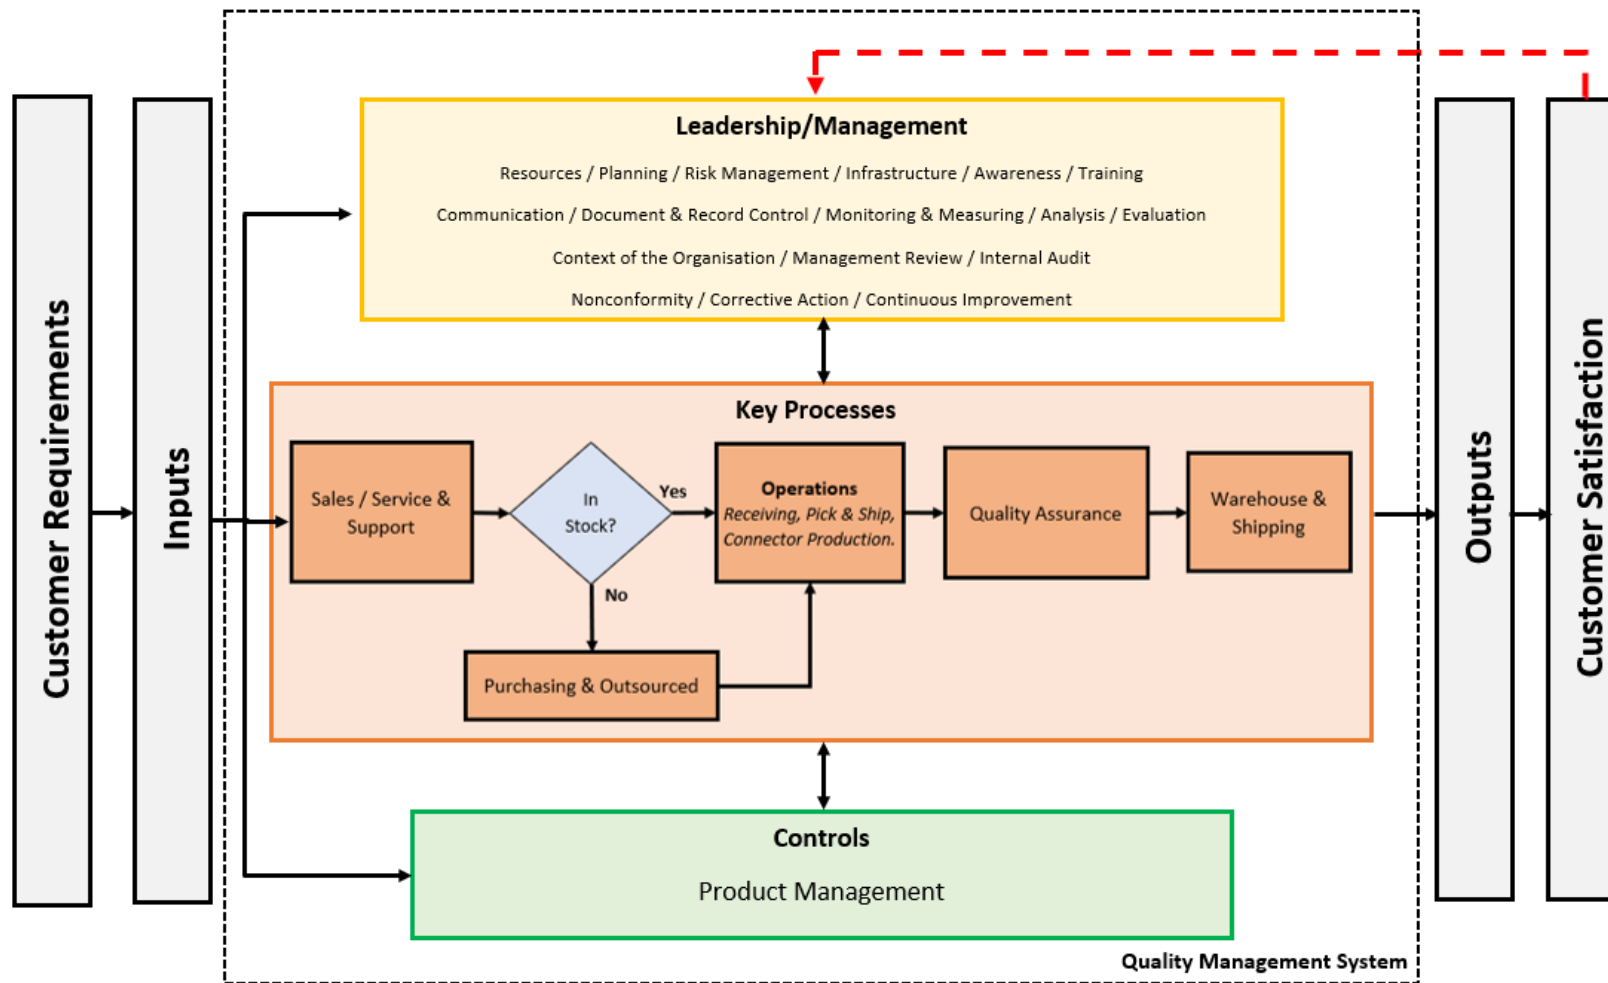 Customer Requirements
Inputs
Leadership/Management
Resources / Planning / Risk Management / Infrastructure / Awareness / Training
Communication / Document & Record Control / Monitoring & Measuring / Analysis / Evaluation
Context of the Organisation / Management Review / Internal Audit
Nonconformity / Corrective Action / Continuous Improvement
Key Processes
Sales / Service &
Support
In
Stock?
Yes
No
Purchasing & Outsourced
Operations
Receiving, Pick & Ship,
Connector Production.
Quality Assurance
Warehouse &
Shipping
Controls
Product Management
Quality Management System
Outputs
Customer Satisfaction